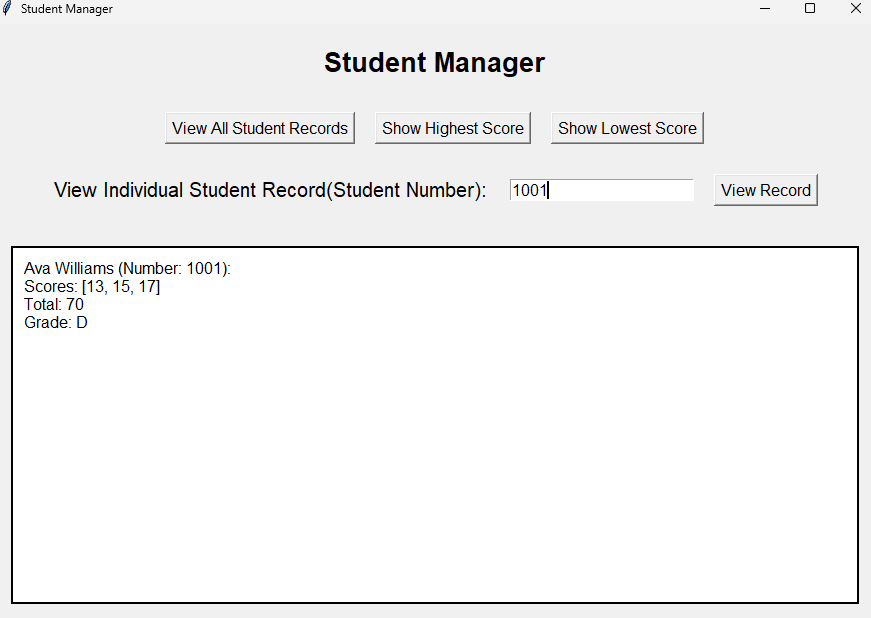 Student Manager
Student Manager
View All Student Records Show Highest Score Show Lowest Score
View Individual Student Record(Student Number): 1001 View Record
Ava Williams (Number: 1001):
Scores: [13, 15, 17]
Total: 70
Grade: D